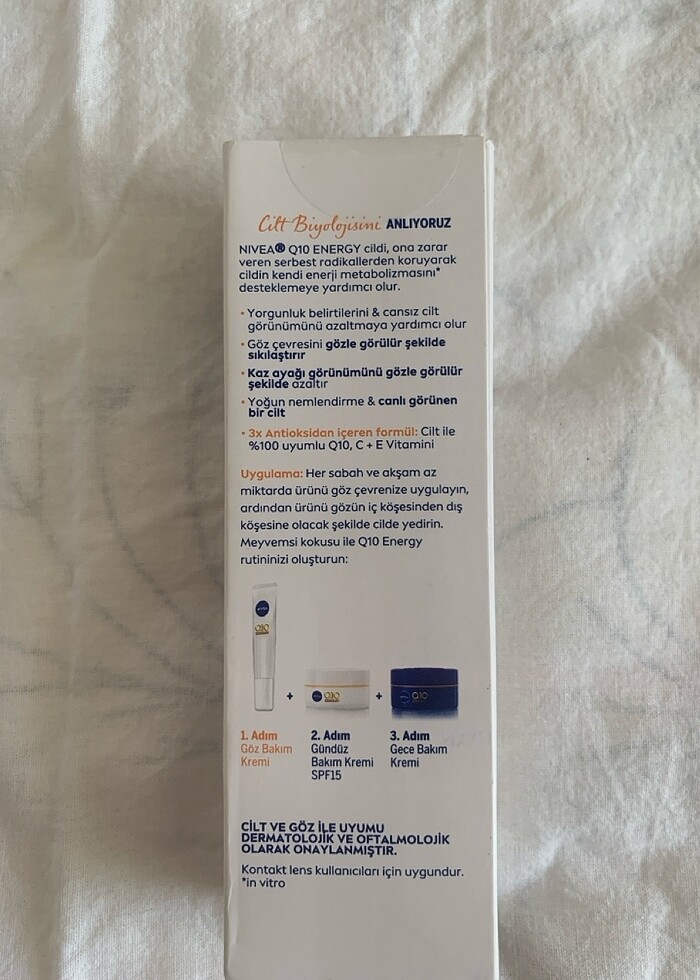 Cilt Biyolojisini ANLIYORUZ
NIVEA® Q10 ENERGY cildi, ona zarar
veren serbest radikallerden koruyarak
cildin kendi enerji metabolizmasını*
desteklemeye yardımcı olur.
• Yorgunluk belirtilerini & cansız cilt
görünümünü azaltmaya yardımcı olur
• Göz çevresini gözle görülür şekilde
sıkılaştırır
• Kaz ayağı görünümünü gözle görülür
şekilde azaltır
• Yoğun nemlendirme & canlı görünen
bir cilt
• 3x Antioksidan içeren formül: Cilt ile
%100 uyumlu Q10, C + E Vitamini
Uygulama: Her sabah ve akşam az
miktarda ürünü göz çevrenize uygulayın,
ardından ürünü gözün iç köşesinden dış
köşesine olacak şekilde cilde yedirin.
Meyvemsi kokusu ile Q10 Energy
rutininizi oluşturun:
NIVEA
Q10
+
Q10
+
Q10
1. Adım
Göz Bakım
Kremi
2. Adım
Gündüz
Bakım Kremi
SPF15
3. Adım
Gece Bakım
Kremi
CİLT VE GÖZ İLE UYUMU
DERMATOLOJİK VE OFTALMOLOJİK
OLARAK ONAYLANMIŞTIR.
Kontakt lens kullanıcıları için uygundur.
*in vitro